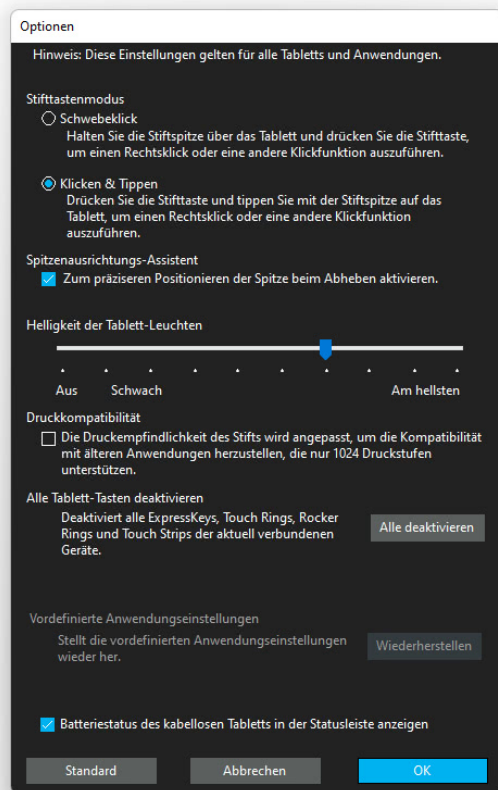 Optionen
Hinweis: Diese Einstellungen gelten für alle Tabletts und Anwendungen.
Stifttastenmodus
Schwebeklick
Halten Sie die Stiftspitze über das Tablett und drücken Sie die Stifttaste,
um einen Rechtsklick oder eine andere Klickfunktion auszuführen.
Klicken & Tippen
Drücken Sie die Stifttaste und tippen Sie mit der Stiftspitze auf das
Tablett, um einen Rechtsklick oder eine andere Klickfunktion
auszuführen.
Spitzenausrichtungs-Assistent
Zum präziseren Positionieren der Spitze beim Abheben aktivieren.
Helligkeit der Tablett-Leuchten
Aus Schwach Am hellsten
Druckkompatibilität
Die Druckempfindlichkeit des Stifts wird angepasst, um die Kompatibilität
mit älteren Anwendungen herzustellen, die nur 1024 Druckstufen
unterstützen.
Alle Tablett-Tasten deaktivieren
Deaktiviert alle ExpressKeys, Touch Rings, Rocker
Rings und Touch Strips der aktuell verbundenen
Geräte.
Alle deaktivieren
Vordefinierte Anwendungseinstellungen
Stellt die vordefinierten Anwendungseinstellungen
wieder her.
Wiederherstellen
Batteriestatus des kabellosen Tabletts in der Statusleiste anzeigen
Standard Abbrechen OK